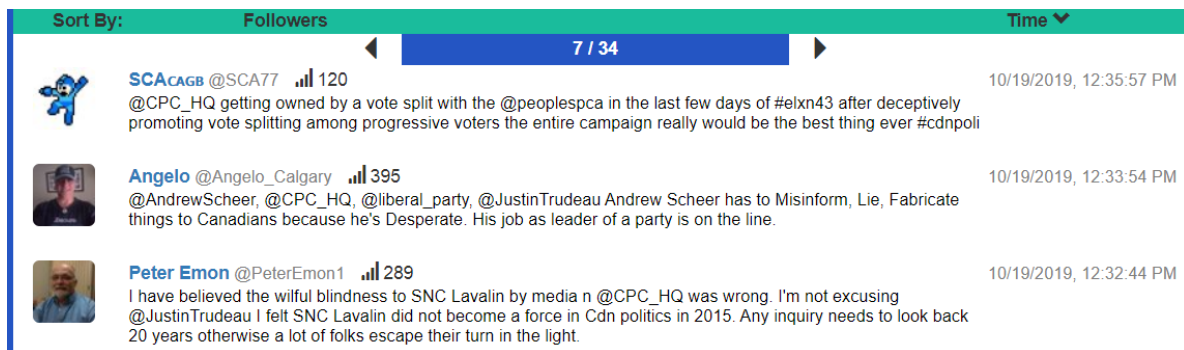 Sort By: Followers Time
7 / 34
SCACAGB @SCA77 120 10/19/2019, 12:35:57 PM
@CPC_HQ getting owned by a vote split with the @peoplespca in the last few days of #elxn43 after deceptively
promoting vote splitting among progressive voters the entire campaign really would be the best thing ever #cdnpoli
Angelo @Angelo_Calgary 395 10/19/2019, 12:33:54 PM
@AndrewScheer, @CPC_HQ, @liberal_party, @JustinTrudeau Andrew Scheer has to Misinform, Lie, Fabricate
things to Canadians because he's Desperate. His job as leader of a party is on the line.
Peter Emon @PeterEmon1 289 10/19/2019, 12:32:44 PM
I have believed the wilful blindness to SNC Lavalin by media n @CPC_HQ was wrong. I'm not excusing
@JustinTrudeau I felt SNC Lavalin did not become a force in Cdn politics in 2015. Any inquiry needs to look back
20 years otherwise a lot of folks escape their turn in the light.